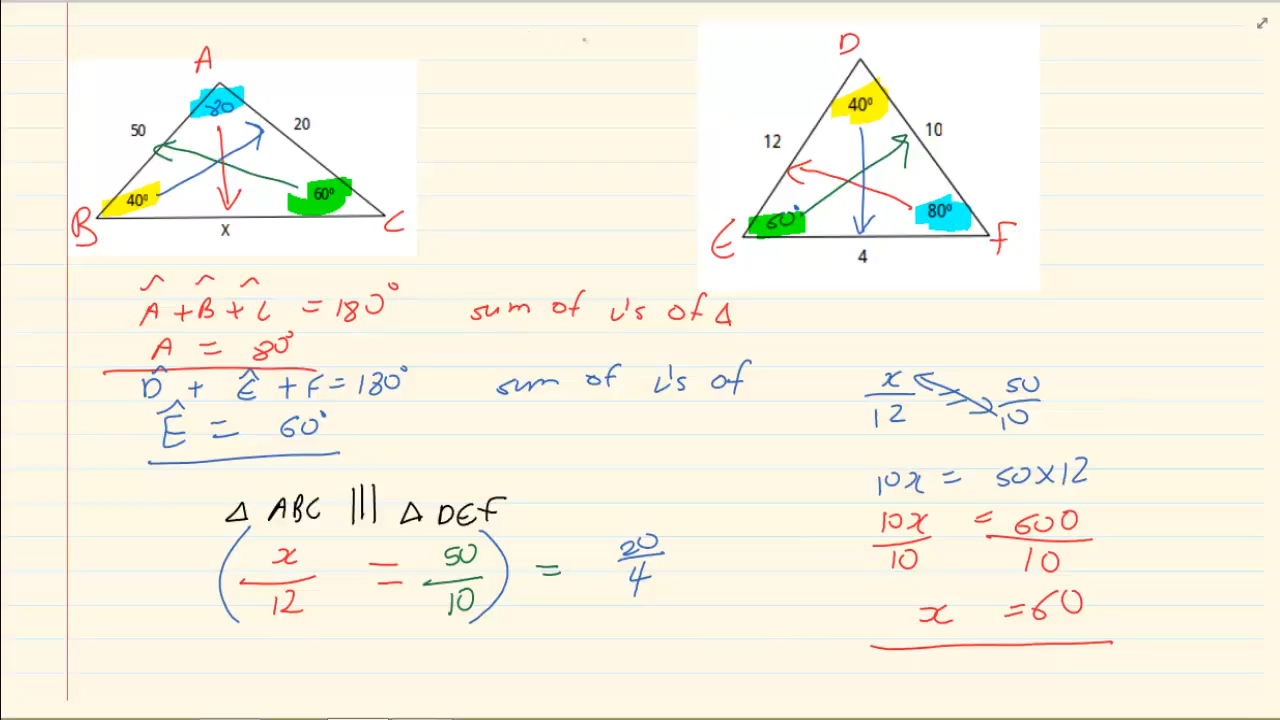 A
80
50
20
40°
60°
B
C
x
D
40°
12
10
60°
80°
E
F
4
Â + B̂ + Ĉ = 180° sum of ∠'s of Δ
A = 80°
D̂ + Ê + F = 180° sum of ∠'s of
Ê = 60°
Δ ABC ||| Δ DEF
( x/12 = 50/10 ) = 20/4
x/12 = 50/10
10x = 50×12
10x/10 = 600/10
x = 60